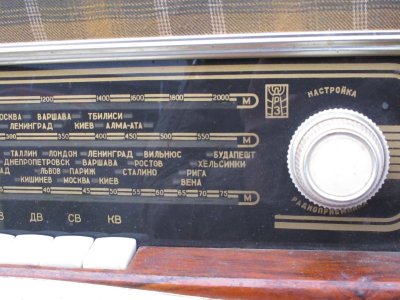 НАСТРОЙКА
1200 1400 1600 1800 2000 М
МОСКВА ВАРШАВА ТБИЛИСИ
ЛЕНИНГРАД КИЕВ АЛМА-АТА
350 400 450 500 550 М
ТАЛЛИН ЛОНДОН ЛЕНИНГРАД ВИЛЬНЮС БУДАПЕШТ
ДНЕПРОПЕТРОВСК ВАРШАВА РОСТОВ ХЕЛЬСИНКИ
ЛЬВОВ ПАРИЖ СТАЛИНО РИГА
КИШИНЕВ МОСКВА КИЕВ ВЕНА
40 45 50 55 60 65 70 75 М
ДВ СВ КВ